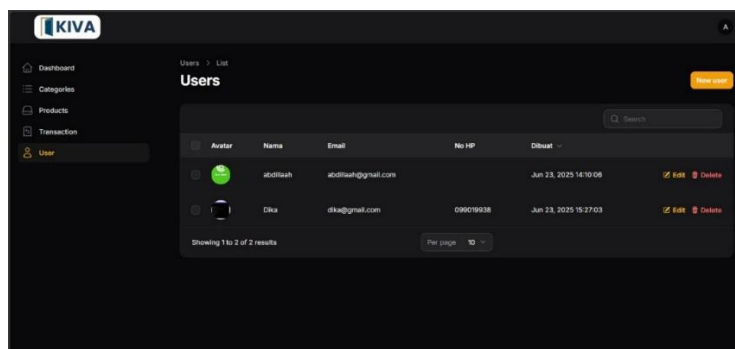 KIVA
A
Dashboard
Categories
Products
Transaction
User
Users > List
Users
New user
Search
Avatar Nama Email No HP Dibuat
abdillaah abdillaah@gmail.com Jun 23, 2025 14:10:06 Edit Delete
Dika dika@gmail.com 099019938 Jun 23, 2025 15:27:03 Edit Delete
Showing 1 to 2 of 2 results
Per page 10